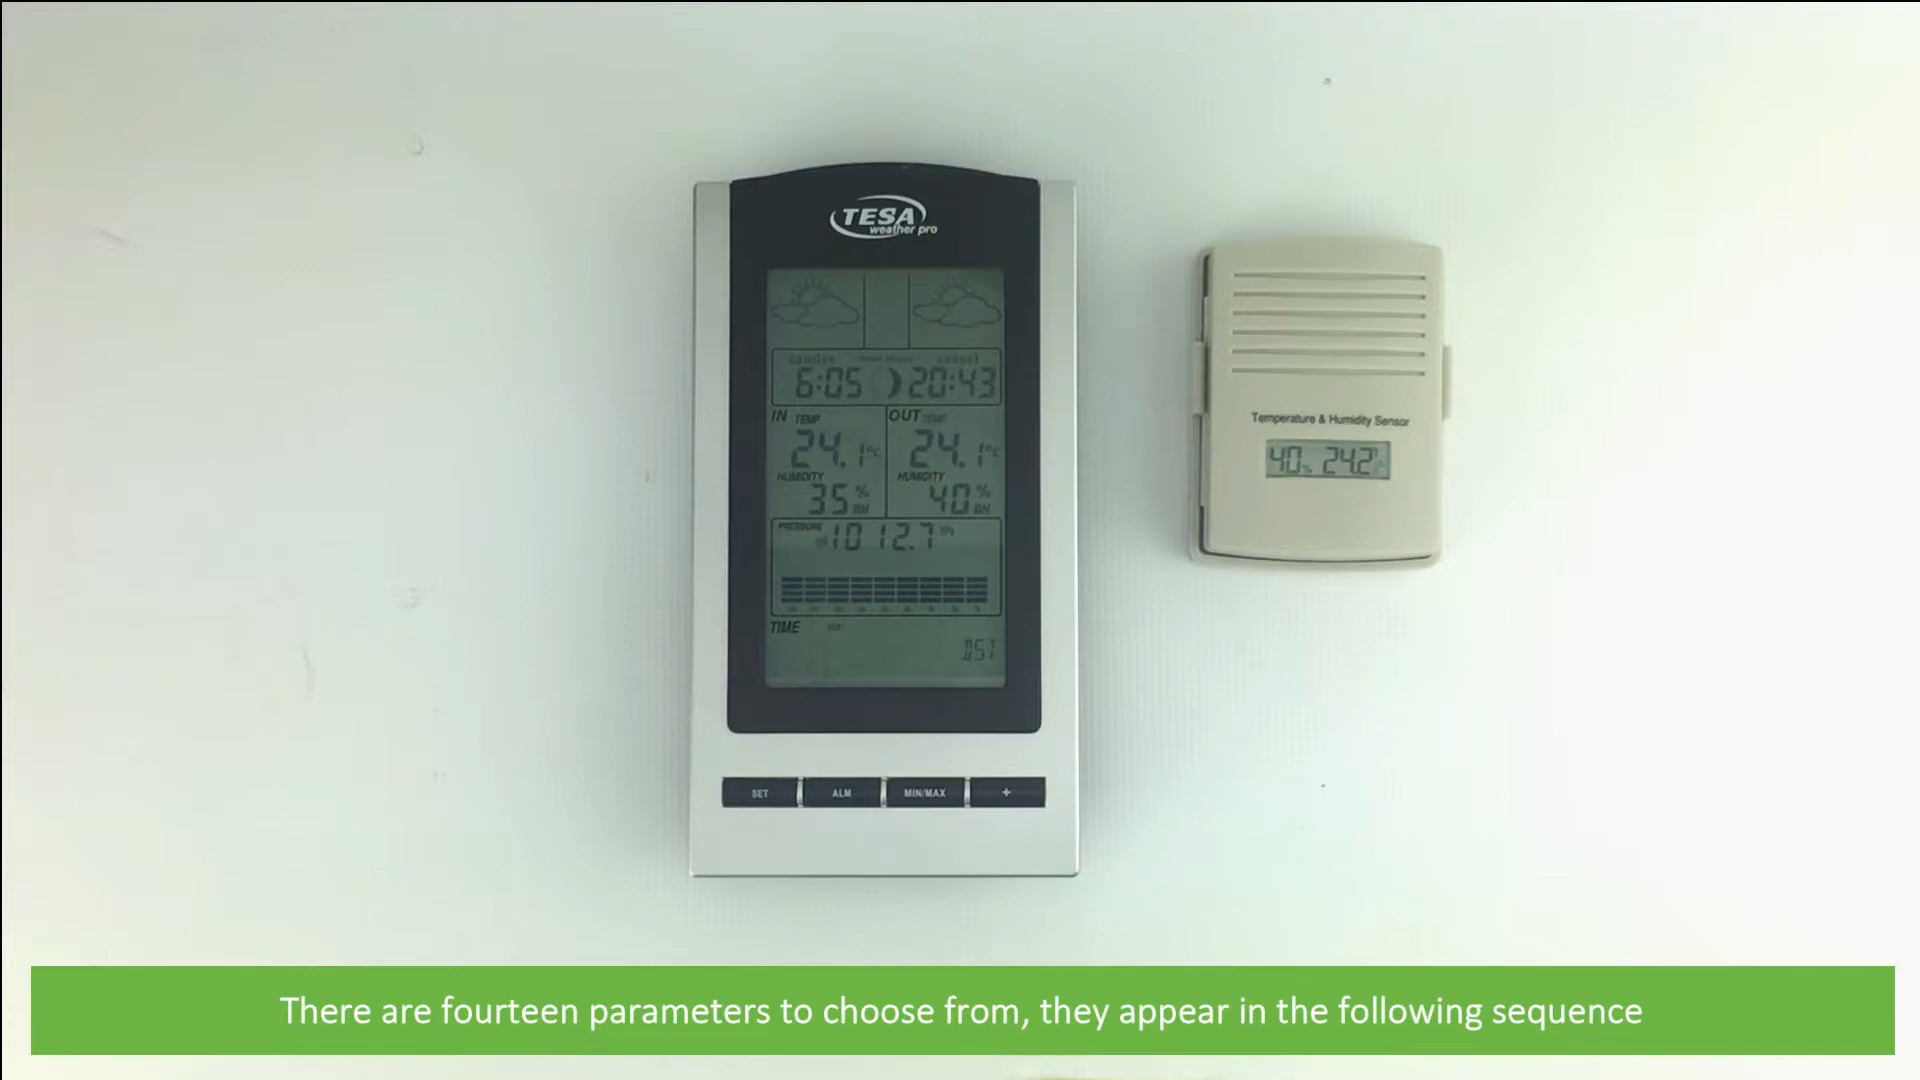 TESA
weather pro
6:05 20:43
IN TEMP OUT TEMP
24.1°C 24.1°C
HUMIDITY HUMIDITY
35% RH 40% RH
PRESSURE
1012.7
TIME
DST
SET ALM MIN/MAX +
Temperature & Humidity Sensor
40% 24.2
There are fourteen parameters to choose from, they appear in the following sequence